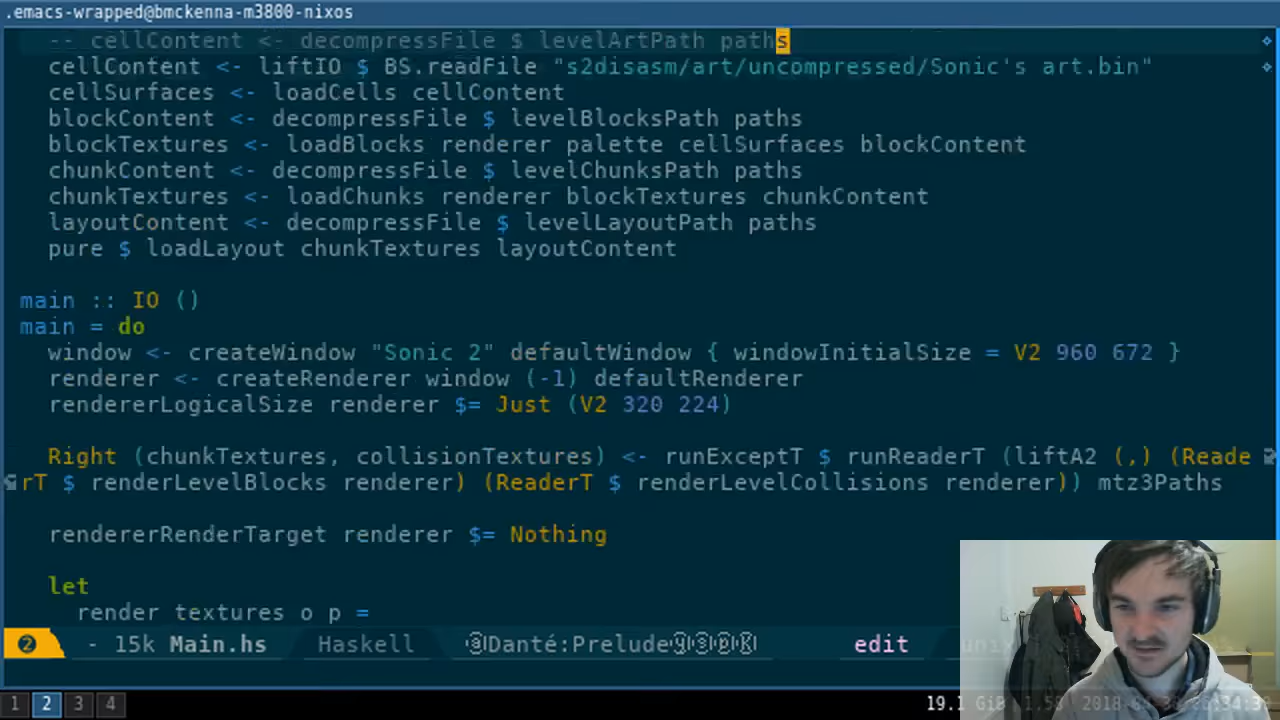 .emacs-wrapped@bmckenna-m3800-nixos
-- cellContent <- decompressFile $ levelArtPath paths
cellContent <- liftIO $ BS.readFile "s2disasm/art/uncompressed/Sonic's art.bin"
cellSurfaces <- loadCells cellContent
blockContent <- decompressFile $ levelBlocksPath paths
blockTextures <- loadBlocks renderer palette cellSurfaces blockContent
chunkContent <- decompressFile $ levelChunksPath paths
chunkTextures <- loadChunks renderer blockTextures chunkContent
layoutContent <- decompressFile $ levelLayoutPath paths
pure $ loadLayout chunkTextures layoutContent
main :: IO ()
main = do
window <- createWindow "Sonic 2" defaultWindow { windowInitialSize = V2 960 672 }
renderer <- createRenderer window (-1) defaultRenderer
rendererLogicalSize renderer $= Just (V2 320 224)
Right (chunkTextures, collisionTextures) <- runExceptT $ runReaderT (liftA2 (,) (Reade
rT $ renderLevelBlocks renderer) (ReaderT $ renderLevelCollisions renderer)) mtz3Paths
rendererRenderTarget renderer $= Nothing
let
render textures o p =
2 - 15k Main.hs Haskell Danté:Prelude edit
1 2 3 4 19.1 GiB 1.58